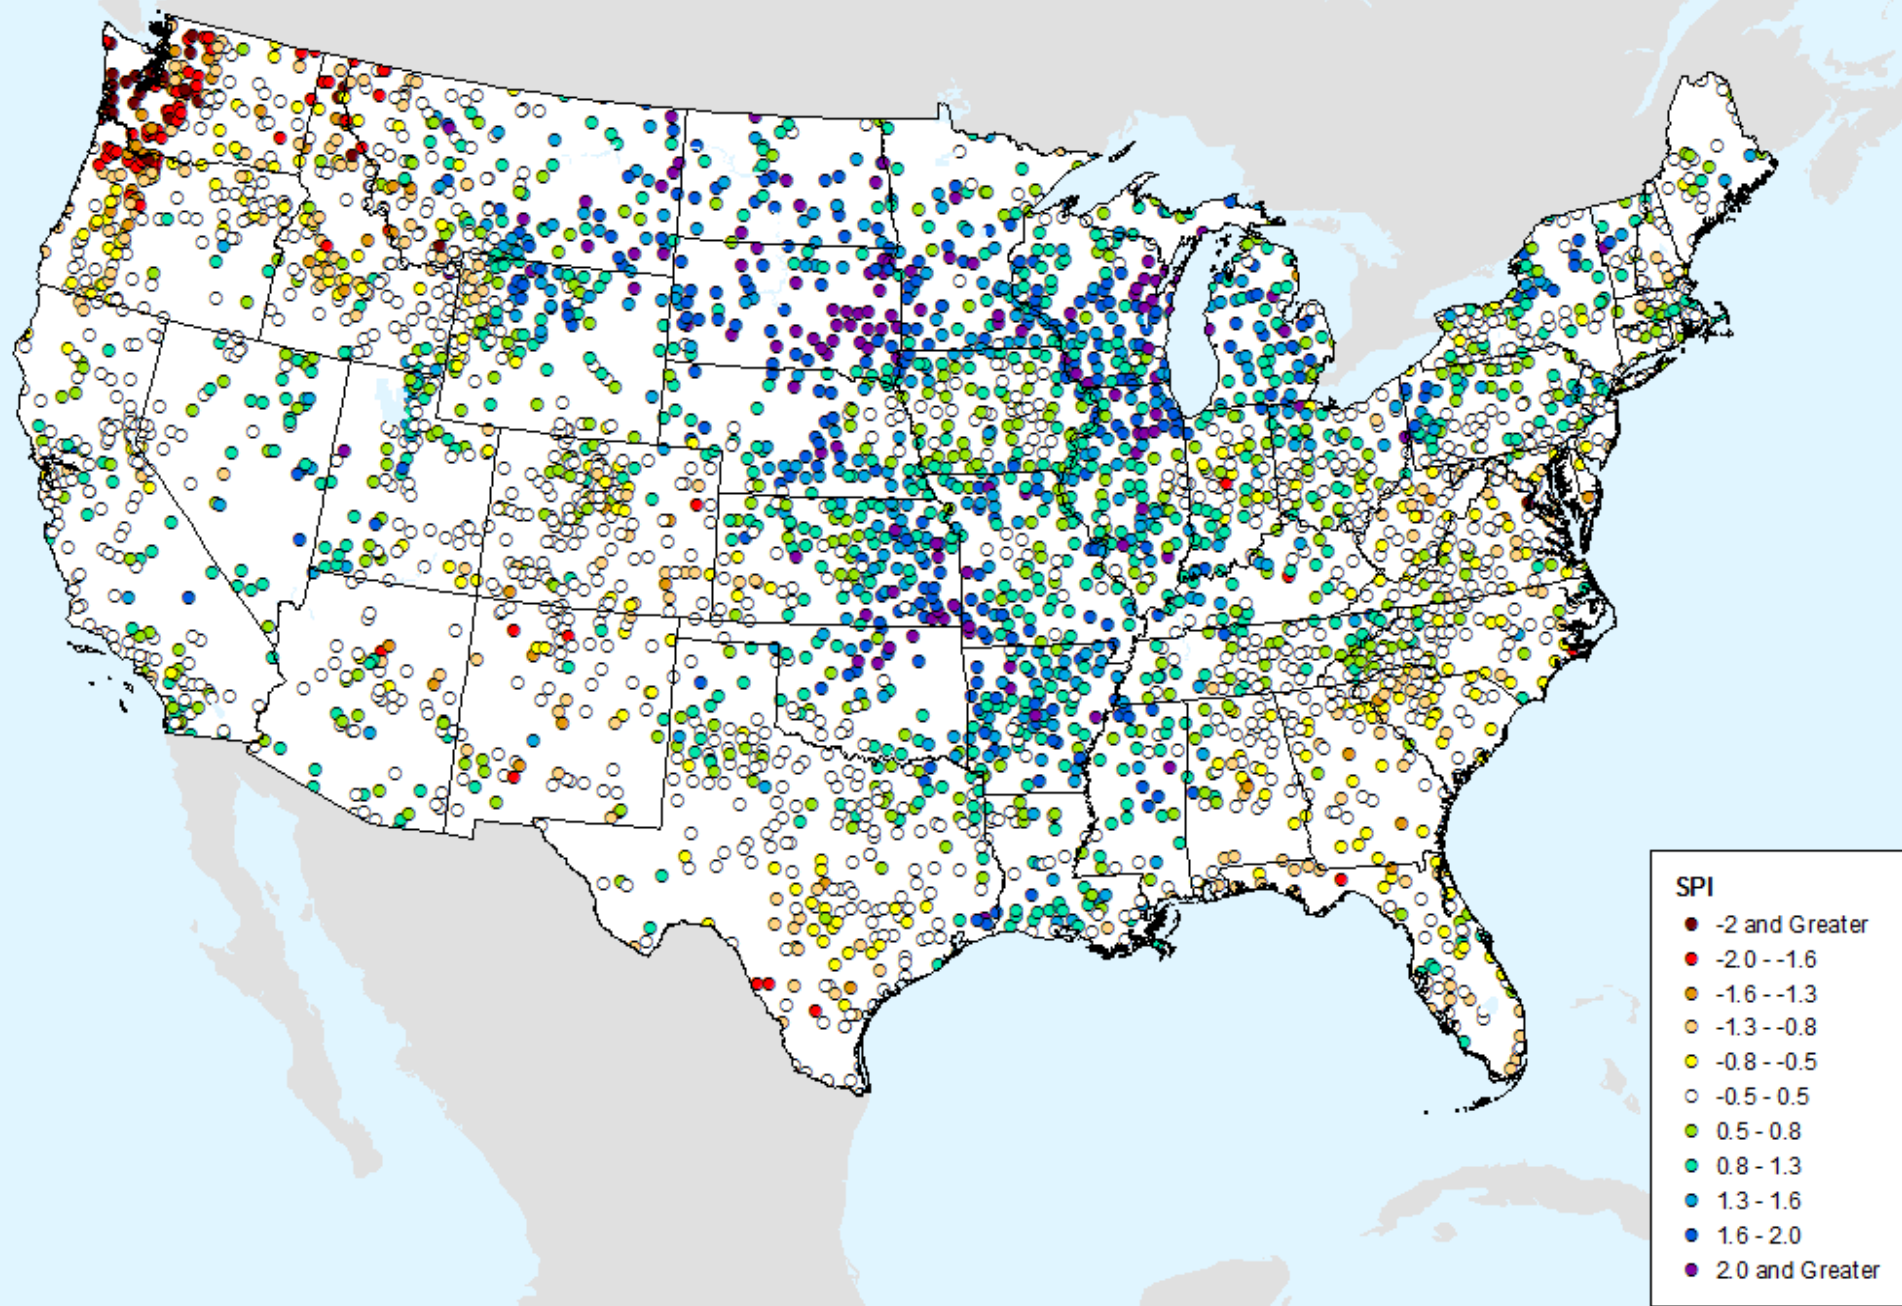 SPI
-2 and Greater
-2.0 - -1.6
-1.6 - -1.3
-1.3 - -0.8
-0.8 - -0.5
-0.5 - 0.5
0.5 - 0.8
0.8 - 1.3
1.3 - 1.6
1.6 - 2.0
2.0 and Greater